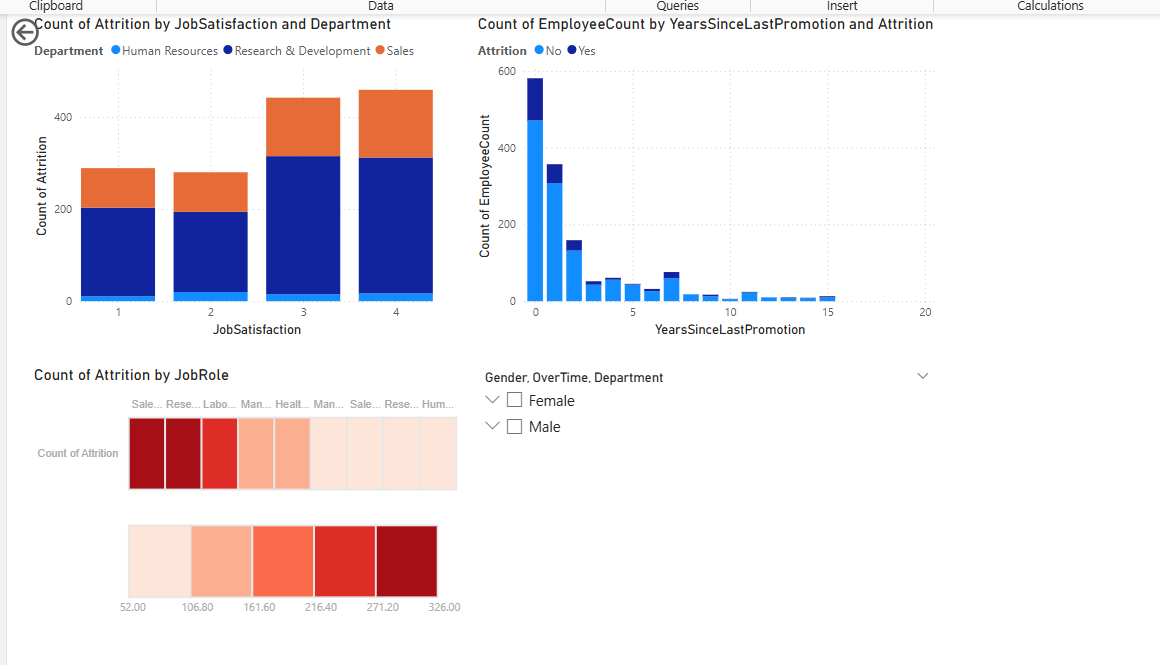 Clipboard Data Queries Insert Calculations
Count of Attrition by JobSatisfaction and Department
Department Human Resources Research & Development Sales
Count of Attrition
400
200
0
1 2 3 4
JobSatisfaction
Count of EmployeeCount by YearsSinceLastPromotion and Attrition
Attrition No Yes
Count of EmployeeCount
600
400
200
0
0 5 10 15 20
YearsSinceLastPromotion
Count of Attrition by JobRole
Sale... Rese... Labo... Man... Healt... Man... Sale... Rese... Hum...
Count of Attrition
52.00 106.80 161.60 216.40 271.20 326.00
Gender, OverTime, Department
Female
Male